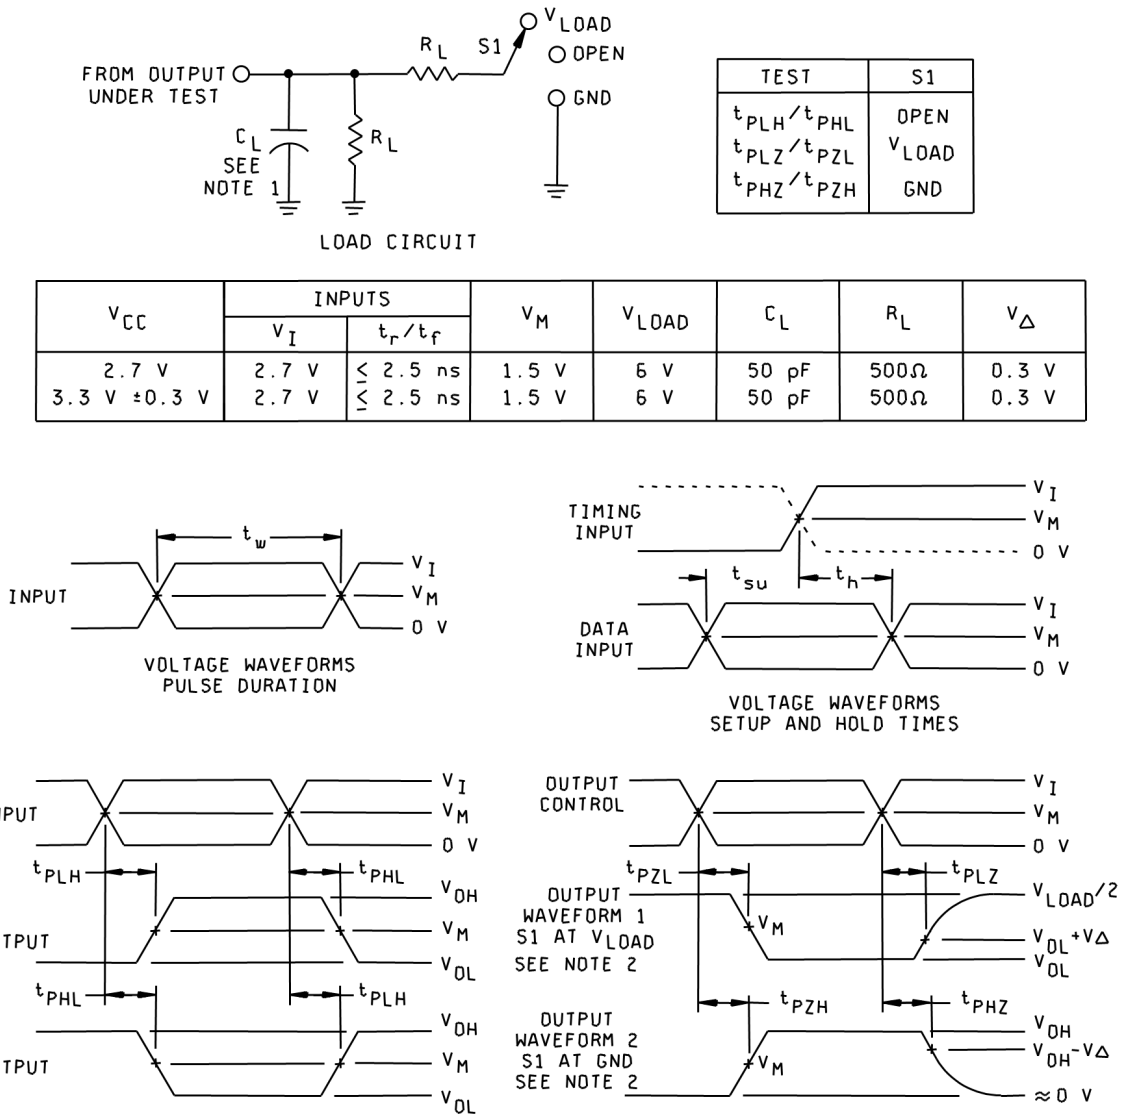 V LOAD
R L S1
OPEN
FROM OUTPUT
UNDER TEST
GND
C L
SEE
NOTE 1
R L
LOAD CIRCUIT
TEST S1
t PLH / t PHL OPEN
t PLZ / t PZL V LOAD
t PHZ / t PZH GND
V CC INPUTS V M V LOAD C L R L V Δ
V I t r / t f
2.7 V 2.7 V ≤ 2.5 ns 1.5 V 6 V 50 pF 500Ω 0.3 V
3.3 V ±0.3 V 2.7 V ≤ 2.5 ns 1.5 V 6 V 50 pF 500Ω 0.3 V
t w
INPUT
V I
V M
0 V
VOLTAGE WAVEFORMS
PULSE DURATION
TIMING
INPUT
V I
V M
0 V
t su t h
DATA
INPUT
V I
V M
0 V
VOLTAGE WAVEFORMS
SETUP AND HOLD TIMES
PUT
V I
V M
0 V
t PLH t PHL
V OH
TPUT
V M
V OL
t PHL t PLH
V OH
TPUT
V M
V OL
OUTPUT
CONTROL
V I
V M
0 V
t PZL t PLZ
OUTPUT
WAVEFORM 1
S1 AT V LOAD
SEE NOTE 2
V M
V LOAD /2
V OL +VΔ
V OL
t PZH t PHZ
OUTPUT
WAVEFORM 2
S1 AT GND
SEE NOTE 2
V M
V OH
V OH -VΔ
≈0 V